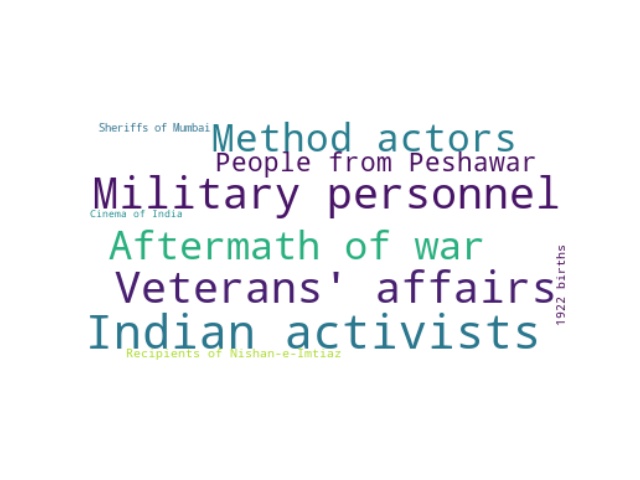 Sheriffs of Mumbai
Method actors
People from Peshawar
Military personnel
Cinema of India
Aftermath of war
1922 births
Veterans' affairs
Indian activists
Recipients of Nishan-e-Imtiaz